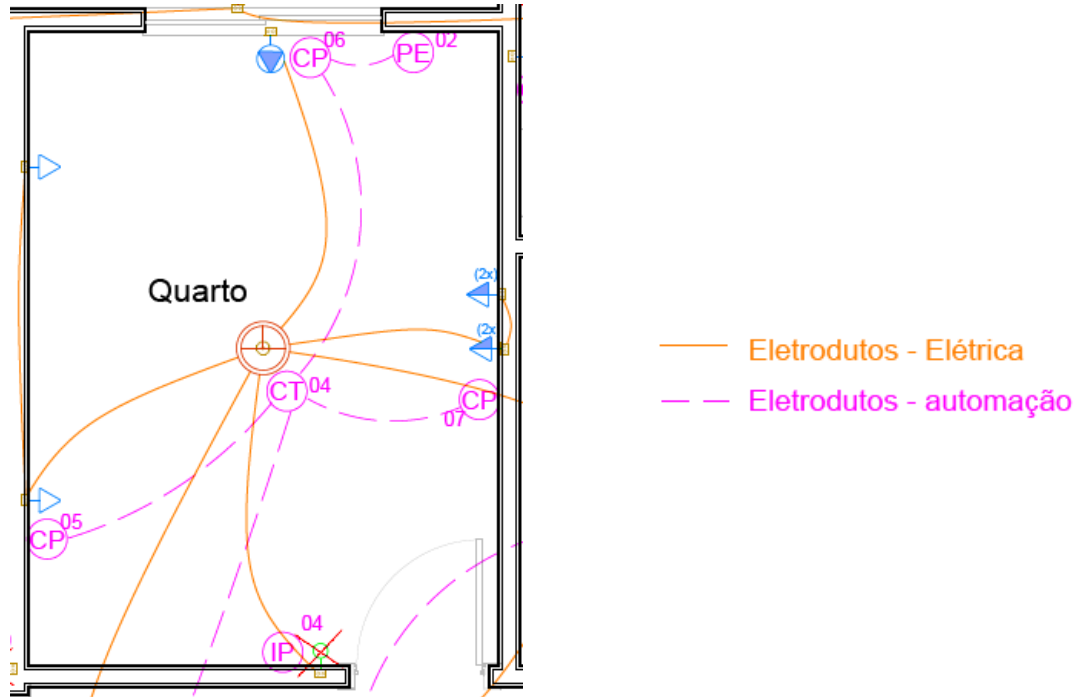 06
02
CP
PE
(2x)
Quarto
(2x
Eletrodutos - Elétrica
CT 04
CP
07
Eletrodutos - automação
05
CP
04
IP